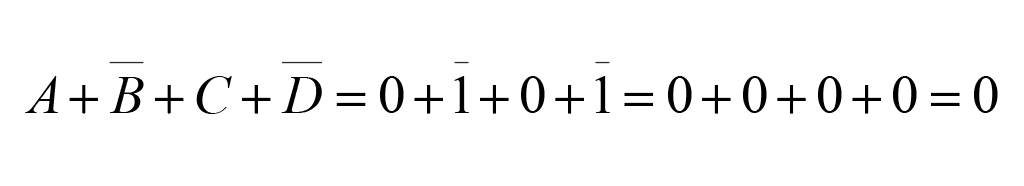 A + B̅ + C + D̅ = 0 + 1̅ + 0 + 1̅ = 0 + 0 + 0 + 0 = 0